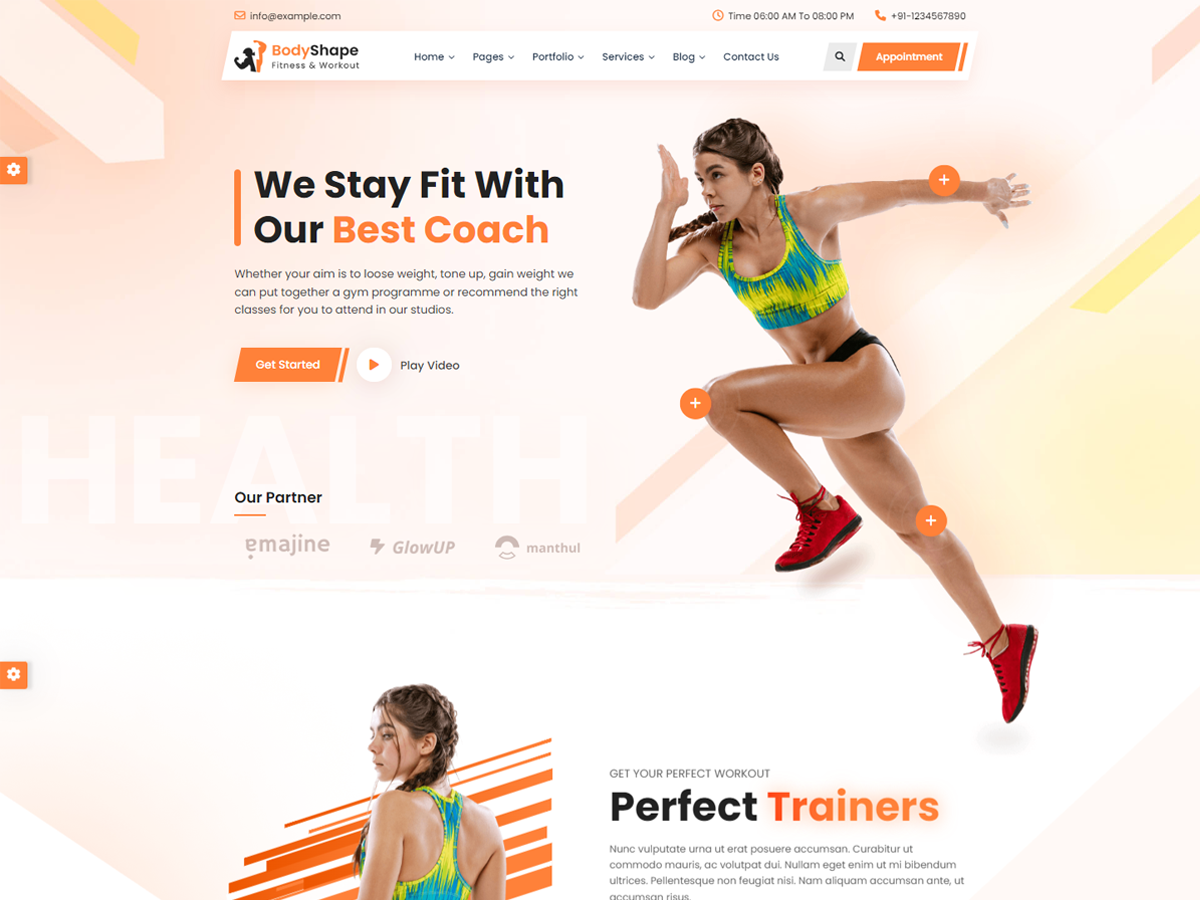 info@example.com
Time 06:00 AM To 08:00 PM
+91-1234567890
BodyShape
Fitness & Workout
Home
Pages
Portfolio
Services
Blog
Contact Us
Appointment
We Stay Fit With
Our Best Coach
Whether your aim is to loose weight, tone up, gain weight we
can put together a gym programme or recommend the right
classes for you to attend in our studios.
Get Started
Play Video
HEALTH
Our Partner
emajine
GlowUP
manthul
GET YOUR PERFECT WORKOUT
Perfect Trainers
Nunc vulputate urna ut erat posuere accumsan. Curabitur ut
commodo mauris, ac volutpat dui. Nullam eget enim ut mi bibendum
ultrices. Pellentesque non feugiat nisi. Nam aliquam accumsan ante, ut
accumsan risus.